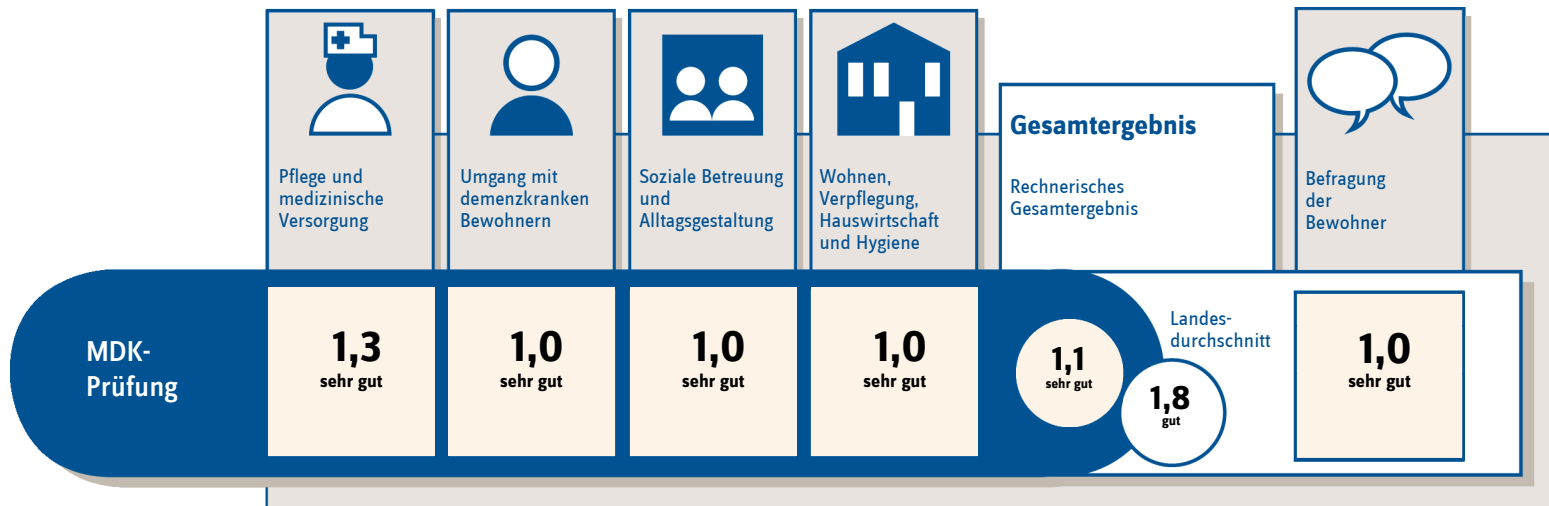 Pflege und
medizinische
Versorgung
Umgang mit
demenzkranken
Bewohnern
Soziale Betreuung
und
Alltagsgestaltung
Wohnen,
Verpflegung,
Hauswirtschaft
und Hygiene
Gesamtergebnis
Rechnerisches
Gesamtergebnis
Befragung
der
Bewohner
MDK-
Prüfung
1,3
sehr gut
1,0
sehr gut
1,0
sehr gut
1,0
sehr gut
1,1
sehr gut
Landes-
durchschnitt
1,8
gut
1,0
sehr gut